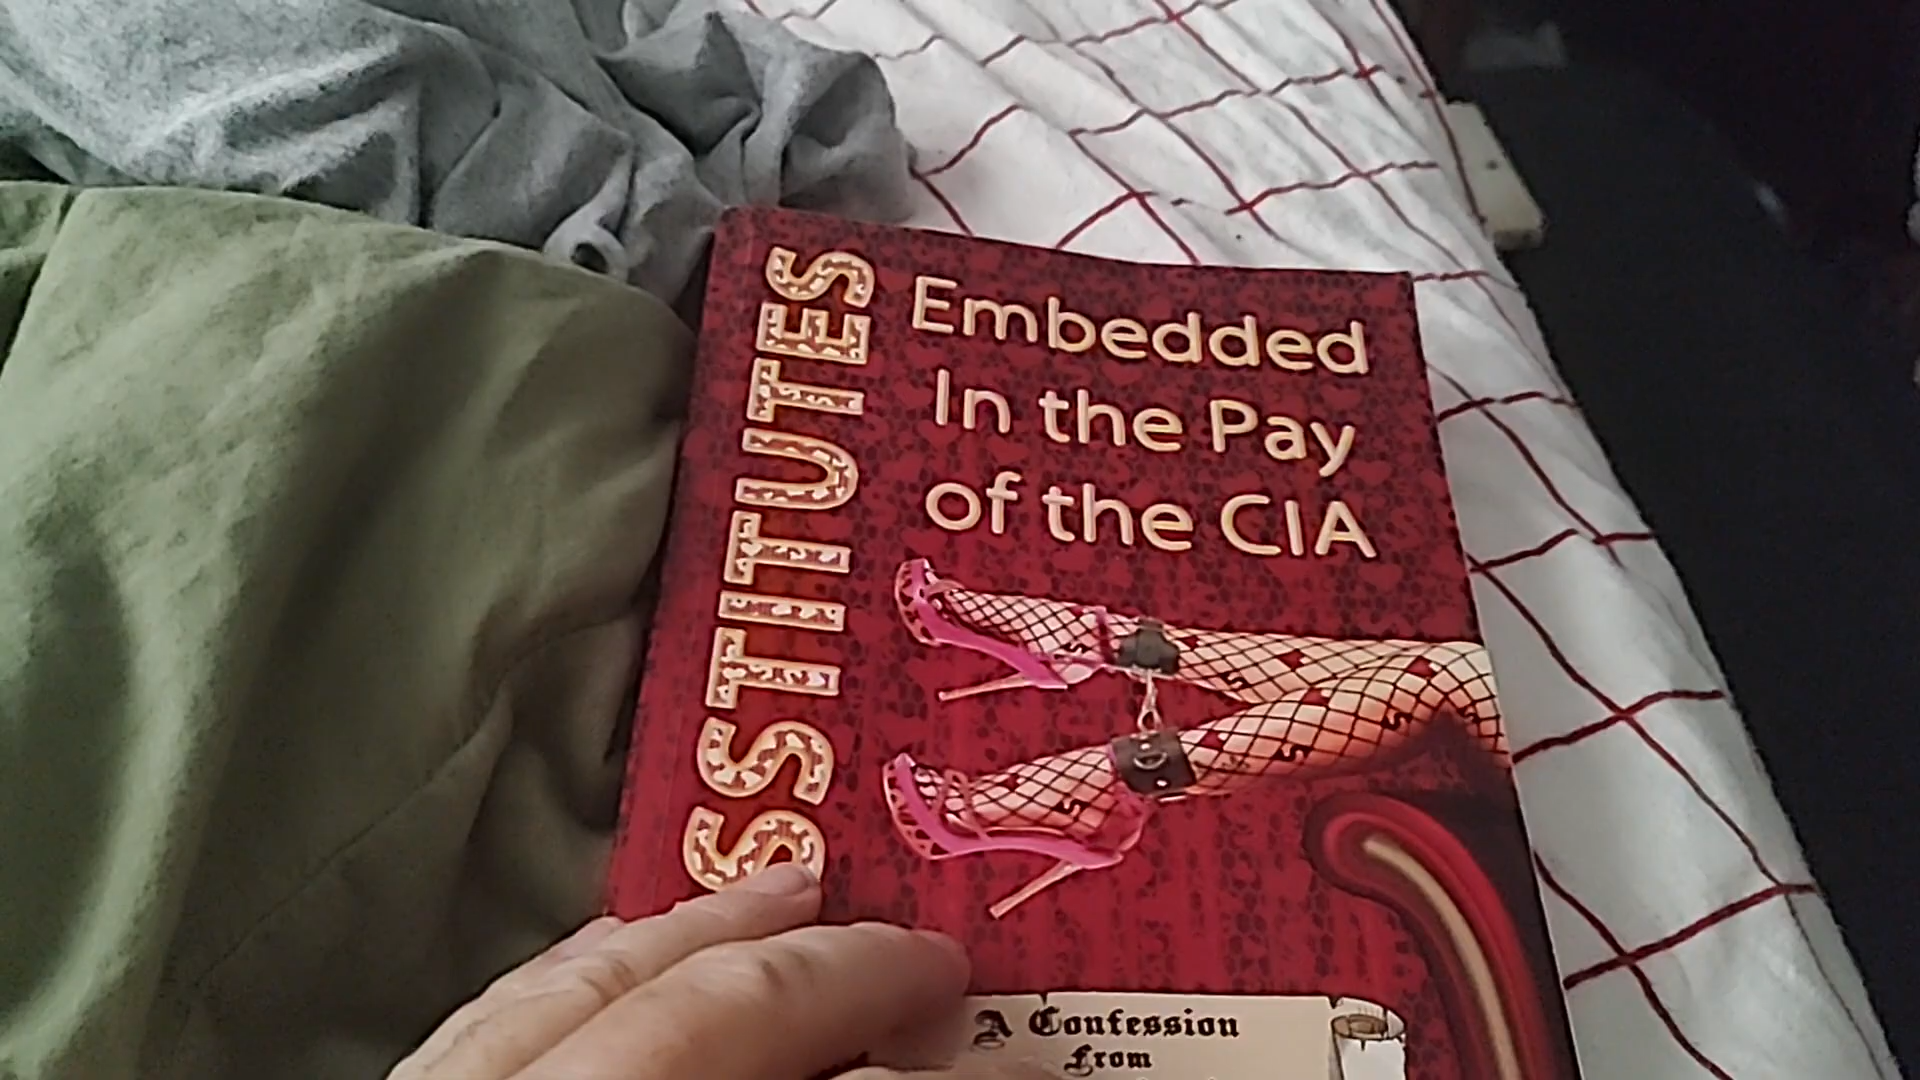 SSTITUTES
Embedded
In the Pay
of the CIA
A Confession
from